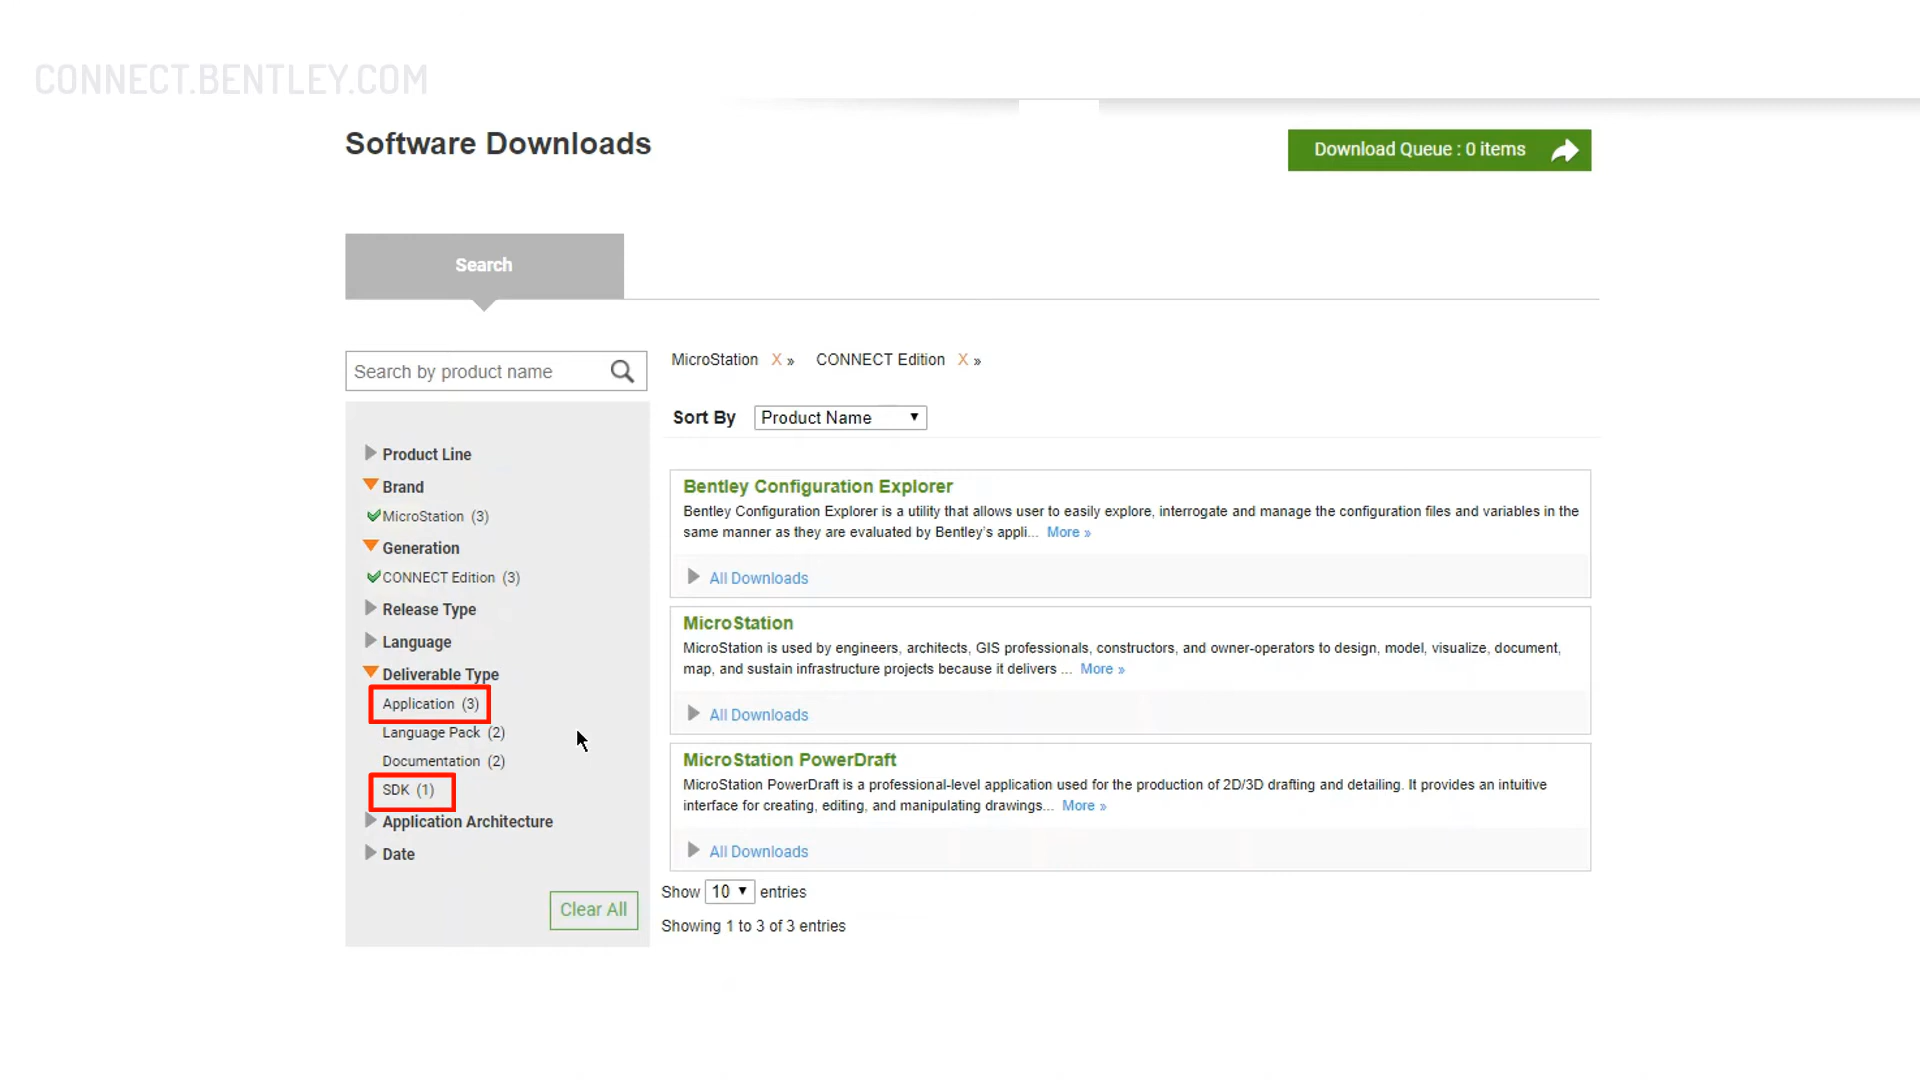 CONNECT.BENTLEY.COM
Software Downloads
Download Queue : 0 items
Search
Search by product name
MicroStation X » CONNECT Edition X »
Sort By Product Name
Product Line
Brand
MicroStation (3)
Generation
CONNECT Edition (3)
Release Type
Language
Deliverable Type
Application (3)
Language Pack (2)
Documentation (2)
SDK (1)
Application Architecture
Date
Clear All
Bentley Configuration Explorer
Bentley Configuration Explorer is a utility that allows user to easily explore, interrogate and manage the configuration files and variables in the
same manner as they are evaluated by Bentley's appli... More »
All Downloads
MicroStation
MicroStation is used by engineers, architects, GIS professionals, constructors, and owner-operators to design, model, visualize, document,
map, and sustain infrastructure projects because it delivers ... More »
All Downloads
MicroStation PowerDraft
MicroStation PowerDraft is a professional-level application used for the production of 2D/3D drafting and detailing. It provides an intuitive
interface for creating, editing, and manipulating drawings... More »
All Downloads
Show 10 entries
Showing 1 to 3 of 3 entries